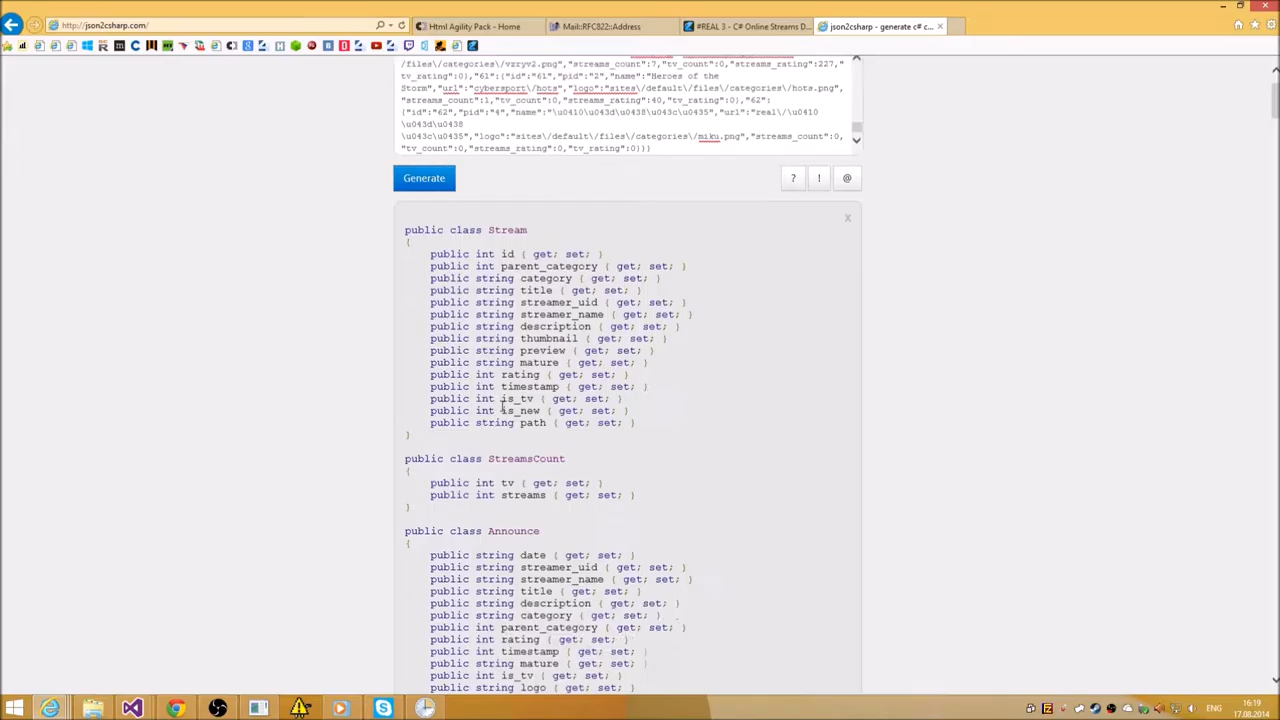 http://json2csharp.com/
Html Agility Pack - Home
Mail::RFC822::Address
#REAL 3 - C# Online Streams D...
json2csharp - generate c# c...
/files\/categories\/vzryv2.png","streams_count":7,"tv_count":0,"streams_rating":227,"
tv_rating":0},"61":{"id":"61","pid":"2","name":"Heroes of the
Storm","url":"cybersport\/hots","logo":"sites\/default\/files\/categories\/hots.png",
"streams_count":1,"tv_count":0,"streams_rating":40,"tv_rating":0},"62":
{"id":"62","pid":"4","name":"\u0410\u043d\u0438\u043c\u0435","url":"real\/\u0410
\u043d\u0438
\u043c\u0435","logo":"sites\/default\/files\/categories\/miku.png","streams_count":0,
"tv_count":0,"streams_rating":0,"tv_rating":0}}}
Generate
?
!
@
X
public class Stream
{
public int id { get; set; }
public int parent_category { get; set; }
public string category { get; set; }
public string title { get; set; }
public string streamer_uid { get; set; }
public string streamer_name { get; set; }
public string description { get; set; }
public string thumbnail { get; set; }
public string preview { get; set; }
public string mature { get; set; }
public int rating { get; set; }
public int timestamp { get; set; }
public int is_tv { get; set; }
public int is_new { get; set; }
public string path { get; set; }
}
public class StreamsCount
{
public int tv { get; set; }
public int streams { get; set; }
}
public class Announce
{
public string date { get; set; }
public string streamer_uid { get; set; }
public string streamer_name { get; set; }
public string title { get; set; }
public string description { get; set; }
public string category { get; set; }
public int parent_category { get; set; }
public int rating { get; set; }
public int timestamp { get; set; }
public string mature { get; set; }
public int is_tv { get; set; }
public string logo { get; set; }
ENG
16:19
17.08.2014